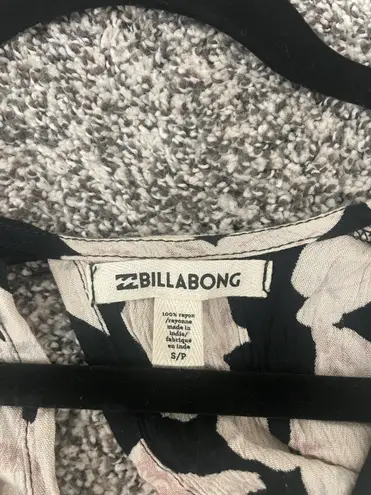 BILLABONG
100% rayon
/rayonne
made in
india/
fabriqué
en inde
S/P